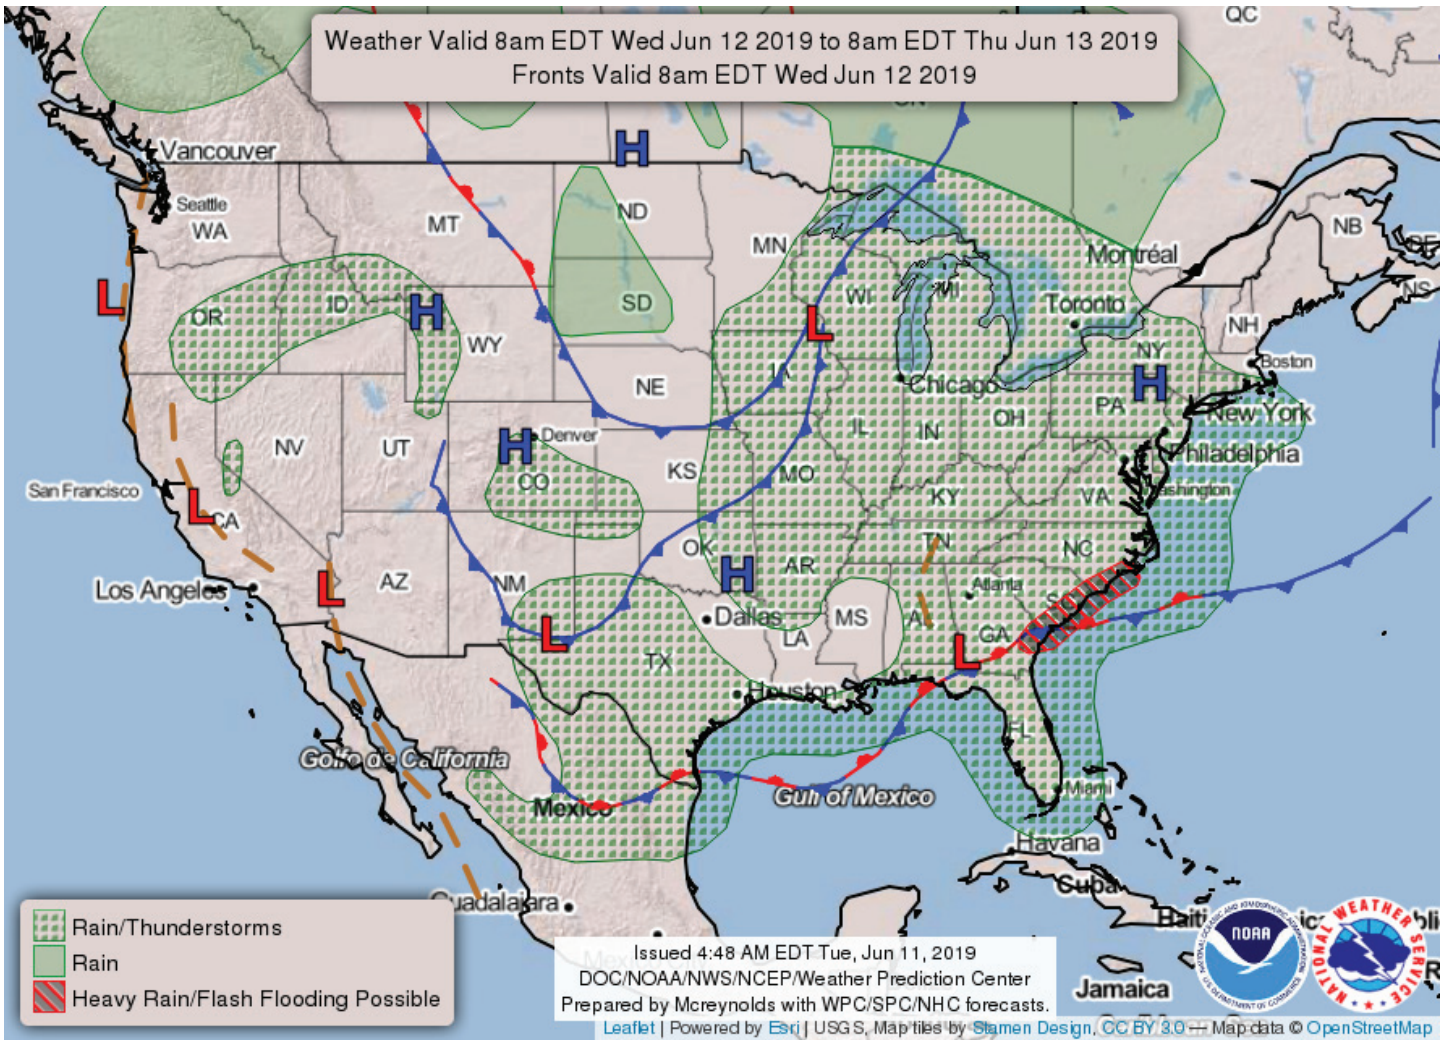 QC
Weather Valid 8am EDT Wed Jun 12 2019 to 8am EDT Thu Jun 13 2019
Fronts Valid 8am EDT Wed Jun 12 2019
Vancouver
H
Seattle
WA
MT
ND
MN
Montréal
NB
L
OR
ID
H
SD
WI
MI
Toronto
NS
WY
L
NH
NY
Boston
NE
IA
Chicago
H
PA
New York
NV
UT
H
Denver
KS
IL
IN
OH
Philadelphia
San Francisco
CO
MO
KY
VA
L
CA
OK
TN
NC
Los Angeles
L
AZ
NM
H
AR
Atlanta
Dallas
MS
LA
GA
L
TX
L
Houston
FL
Golfo de California
Gulf of Mexico
Miami
Mexico
Havana
Cuba
Guadalajara
Haiti
Jamaica
Rain/Thunderstorms
Rain
Heavy Rain/Flash Flooding Possible
Issued 4:48 AM EDT Tue, Jun 11, 2019
DOC/NOAA/NWS/NCEP/Weather Prediction Center
Prepared by Mcreynolds with WPC/SPC/NHC forecasts.
NOAA
NATIONAL WEATHER SERVICE
Leaflet | Powered by Esri | USGS, Map tiles by Stamen Design, CC BY 3.0 — Map data © OpenStreetMap